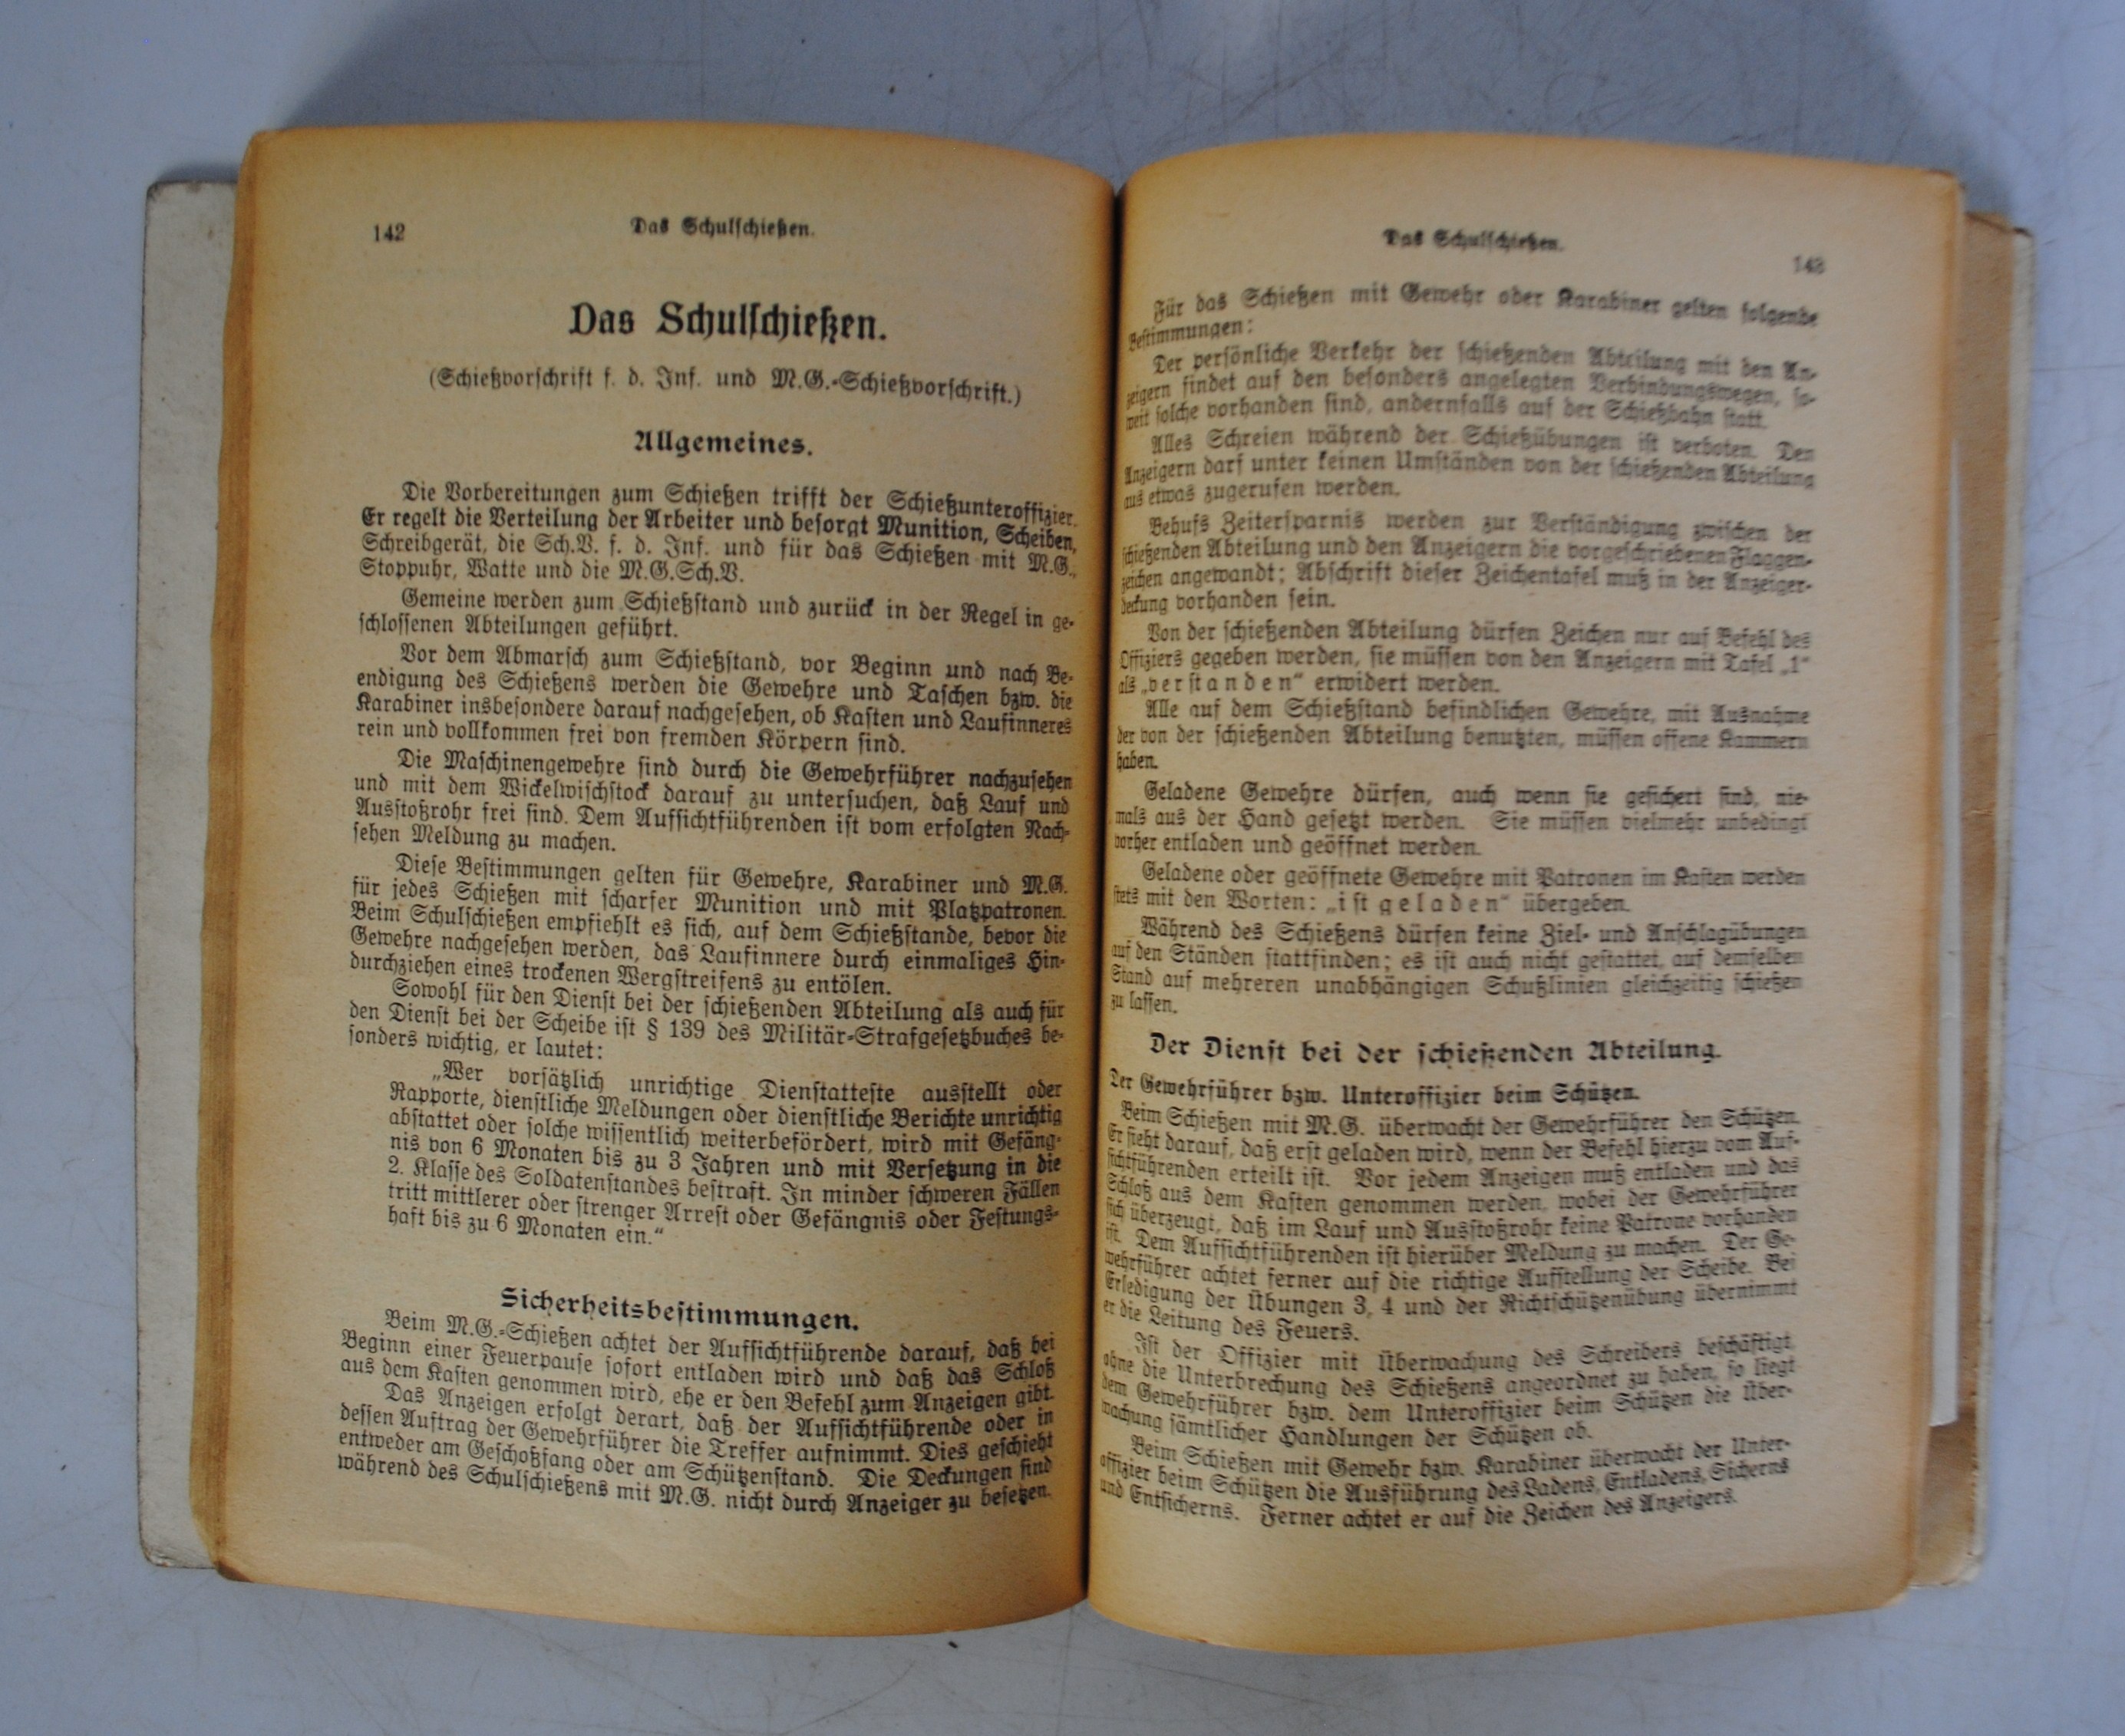 142
Das Schulschießen.
Das Schulschießen.
(Schießvorschrift f. d. Inf. und M.G.-Schießvorschrift.)
Allgemeines.
Die Vorbereitungen zum Schießen trifft der Schießunteroffizier.
Er regelt die Verteilung der Arbeiter und besorgt Munition, Scheiben,
Schreibgerät, die Sch.V. f. d. Inf. und für das Schießen mit M.G.,
Stoppuhr, Watte und die M.G.Sch.V.
Gemeine werden zum Schießstand und zurück in der Regel in ge-
schlossenen Abteilungen geführt.
Vor dem Abmarsch zum Schießstand, vor Beginn und nach Be-
endigung des Schießens werden die Gewehre und Taschen bzw. die
Karabiner insbesondere darauf nachgesehen, ob Kasten und Laufinneres
rein und vollkommen frei von fremden Körpern sind.
Die Maschinengewehre sind durch die Gewehrführer nachzusehen
und mit dem Wickelwischstock darauf zu untersuchen, daß Lauf und
Ausstoßrohr frei sind. Dem Aufsichtführenden ist vom erfolgten Nach-
sehen Meldung zu machen.
Diese Bestimmungen gelten für Gewehre, Karabiner und M.G.
für jedes Schießen mit scharfer Munition und mit Platzpatronen.
Beim Schulschießen empfiehlt es sich, auf dem Schießstande, bevor die
Gewehre nachgesehen werden, das Laufinnere durch einmaliges Hin-
durchziehen eines trockenen Wergstreifens zu entölen.
Sowohl für den Dienst bei der schießenden Abteilung als auch für
den Dienst bei der Scheibe ist § 139 des Militär-Strafgesetzbuches be-
sonders wichtig, er lautet:
„Wer vorsätzlich unrichtige Dienstatteste ausstellt oder
Rapporte, dienstliche Meldungen oder dienstliche Berichte unrichtig
abstattet oder solche wissentlich weiterbefördert, wird mit Gefäng-
nis von 6 Monaten bis zu 3 Jahren und mit Versetzung in die
2. Klasse des Soldatenstandes bestraft. In minder schweren Fällen
tritt mittlerer oder strenger Arrest oder Gefängnis oder Festungs-
haft bis zu 6 Monaten ein.“
Sicherheitsbestimmungen.
Beim M.G.-Schießen achtet der Aufsichtführende darauf, daß bei
Beginn einer Feuerpause sofort entladen wird und daß das Schloß
aus dem Kasten genommen wird, ehe er den Befehl zum Anzeigen gibt.
Das Anzeigen erfolgt derart, daß der Aufsichtführende oder in
dessen Auftrag der Gewehrführer die Treffer aufnimmt. Dies geschieht
entweder am Geschoßfang oder am Schützenstand. Die Deckungen sind
während des Schulschießens mit M.G. nicht durch Anzeiger zu besetzen.
Das Schulschießen.
143
Für das Schießen mit Gewehr oder Karabiner gelten folgende
Bestimmungen:
Der persönliche Verkehr der schießenden Abteilung mit den An-
zeigern findet auf den besonders angelegten Verbindungswegen, so-
weit solche vorhanden sind, andernfalls auf der Schießbahn statt.
Alles Schreien während der Schießübungen ist verboten. Den
Anzeigern darf unter keinen Umständen von der schießenden Abteilung
aus etwas zugerufen werden.
Behufs Zeitersparnis werden zur Verständigung zwischen der
schießenden Abteilung und den Anzeigern die vorgeschriebenen Flaggen-
zeichen angewandt; Abschrift dieser Zeichentafel muß in der Anzeiger-
deckung vorhanden sein.
Von der schießenden Abteilung dürfen Zeichen nur auf Befehl des
Offiziers gegeben werden, sie müssen von den Anzeigern mit Tafel „1“
als „verstanden“ erwidert werden.
Alle auf dem Schießstand befindlichen Gewehre, mit Ausnahme
der von der schießenden Abteilung benutzten, müssen offene Kammern
haben.
Geladene Gewehre dürfen, auch wenn sie gesichert sind, nie-
mals aus der Hand gesetzt werden. Sie müssen vielmehr unbedingt
vorher entladen und geöffnet werden.
Geladene oder geöffnete Gewehre mit Patronen im Kasten werden
stets mit den Worten: „ist geladen“ übergeben.
Während des Schießens dürfen keine Ziel- und Anschlagübungen
auf den Ständen stattfinden; es ist auch nicht gestattet, auf demselben
Stand auf mehreren unabhängigen Schußlinien gleichzeitig schießen
zu lassen.
Der Dienst bei der schießenden Abteilung.
Der Gewehrführer bzw. Unteroffizier beim Schützen.
Beim Schießen mit M.G. überwacht der Gewehrführer den Schützen.
Er sieht darauf, daß erst geladen wird, wenn der Befehl hierzu vom Auf-
sichtführenden erteilt ist. Vor jedem Anzeigen muß entladen und das
Schloß aus dem Kasten genommen werden, wobei der Gewehrführer
sich überzeugt, daß im Lauf und Ausstoßrohr keine Patrone vorhanden
ist. Dem Aufsichtführenden ist hierüber Meldung zu machen. Der Ge-
wehrführer achtet ferner auf die richtige Aufstellung der Scheibe. Bei
Erledigung der Übungen 3, 4 und der Richtschützenübung übernimmt
er die Leitung des Feuers.
Ist der Offizier mit Überwachung des Schreibers beschäftigt,
ohne die Unterbrechung des Schießens angeordnet zu haben, so liegt
dem Gewehrführer bzw. dem Unteroffizier beim Schützen die Über-
wachung sämtlicher Handlungen der Schützen ob.
Beim Schießen mit Gewehr bzw. Karabiner überwacht der Unter-
offizier beim Schützen die Ausführung des Ladens, Entladens, Sicherns
und Entsicherns. Ferner achtet er auf die Zeichen des Anzeigers.